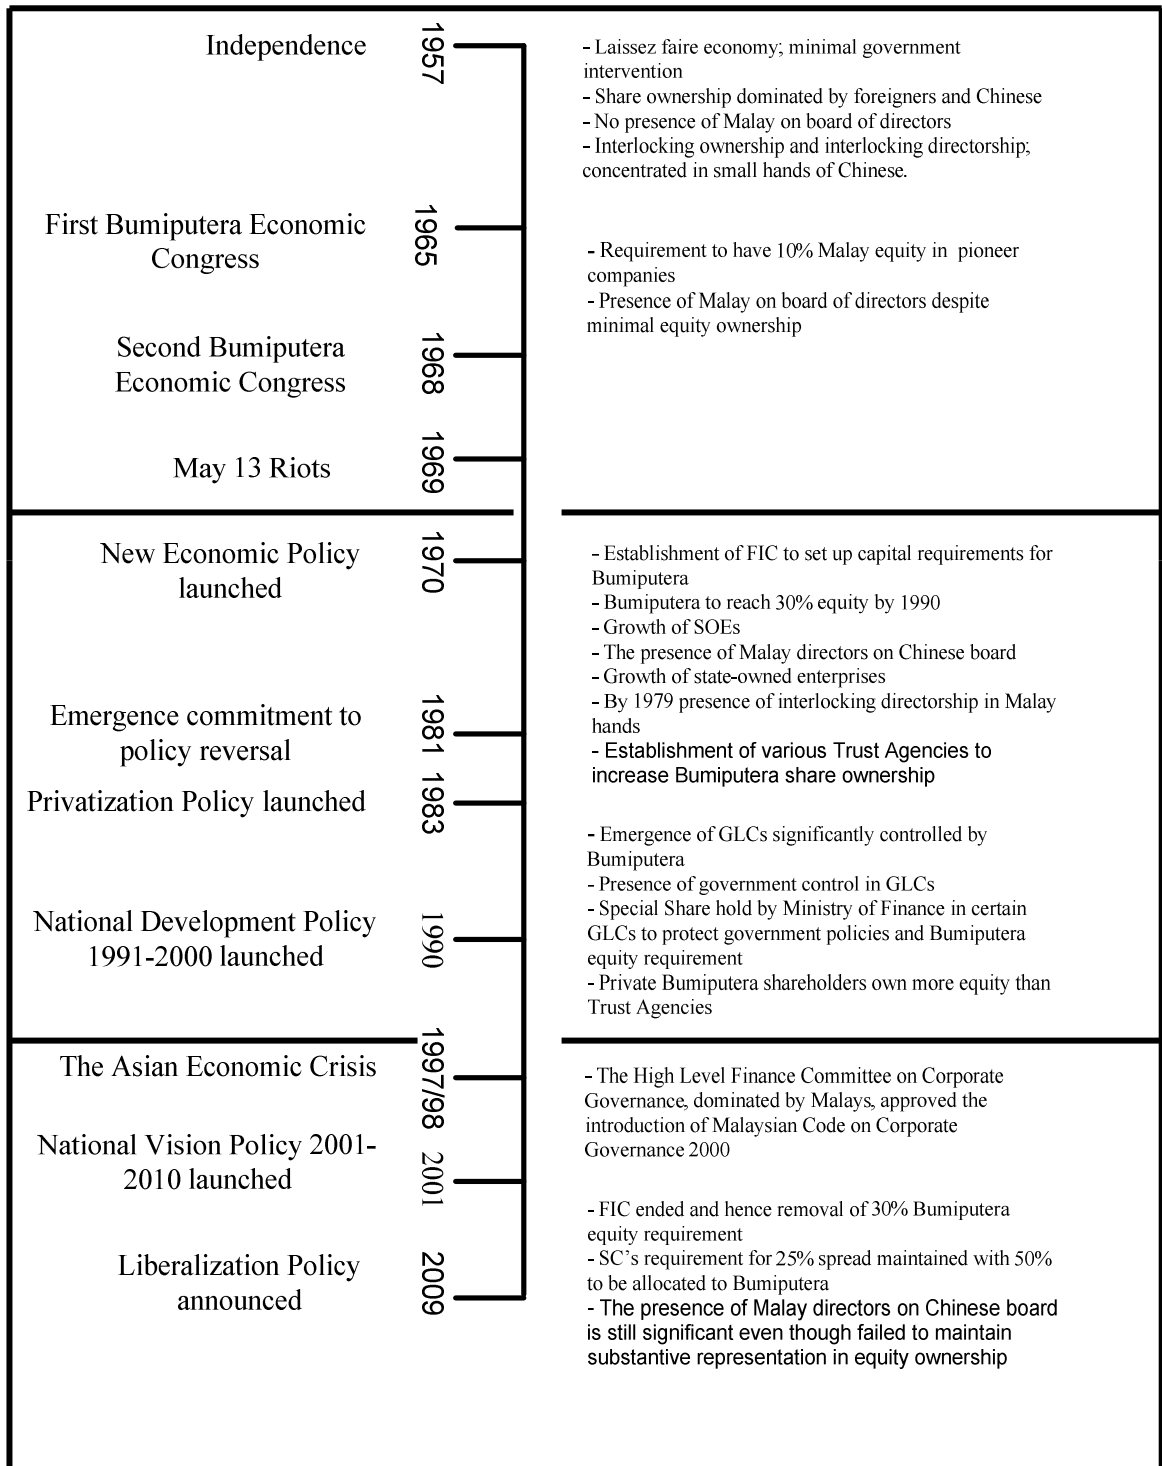 Independence
1957
- Laissez faire economy; minimal government
intervention
- Share ownership dominated by foreigners and Chinese
- No presence of Malay on board of directors
- Interlocking ownership and interlocking directorship;
concentrated in small hands of Chinese.
First Bumiputera Economic
Congress
1965
- Requirement to have 10% Malay equity in pioneer
companies
- Presence of Malay on board of directors despite
minimal equity ownership
Second Bumiputera
Economic Congress
1968
May 13 Riots
1969
New Economic Policy
launched
1970
- Establishment of FIC to set up capital requirements for
Bumiputera
- Bumiputera to reach 30% equity by 1990
- Growth of SOEs
- The presence of Malay directors on Chinese board
- Growth of state-owned enterprises
- By 1979 presence of interlocking directorship in Malay
hands
- Establishment of various Trust Agencies to
increase Bumiputera share ownership
Emergence commitment to
policy reversal
1981
Privatization Policy launched
1983
- Emergence of GLCs significantly controlled by
Bumiputera
- Presence of government control in GLCs
- Special Share hold by Ministry of Finance in certain
GLCs to protect government policies and Bumiputera
equity requirement
- Private Bumiputera shareholders own more equity than
Trust Agencies
National Development Policy
1991-2000 launched
1990
The Asian Economic Crisis
1997/98
- The High Level Finance Committee on Corporate
Governance, dominated by Malays, approved the
introduction of Malaysian Code on Corporate
Governance 2000
National Vision Policy 2001-
2010 launched
2001
- FIC ended and hence removal of 30% Bumiputera
equity requirement
- SC's requirement for 25% spread maintained with 50%
to be allocated to Bumiputera
- The presence of Malay directors on Chinese board
is still significant even though failed to maintain
substantive representation in equity ownership
Liberalization Policy
announced
2009